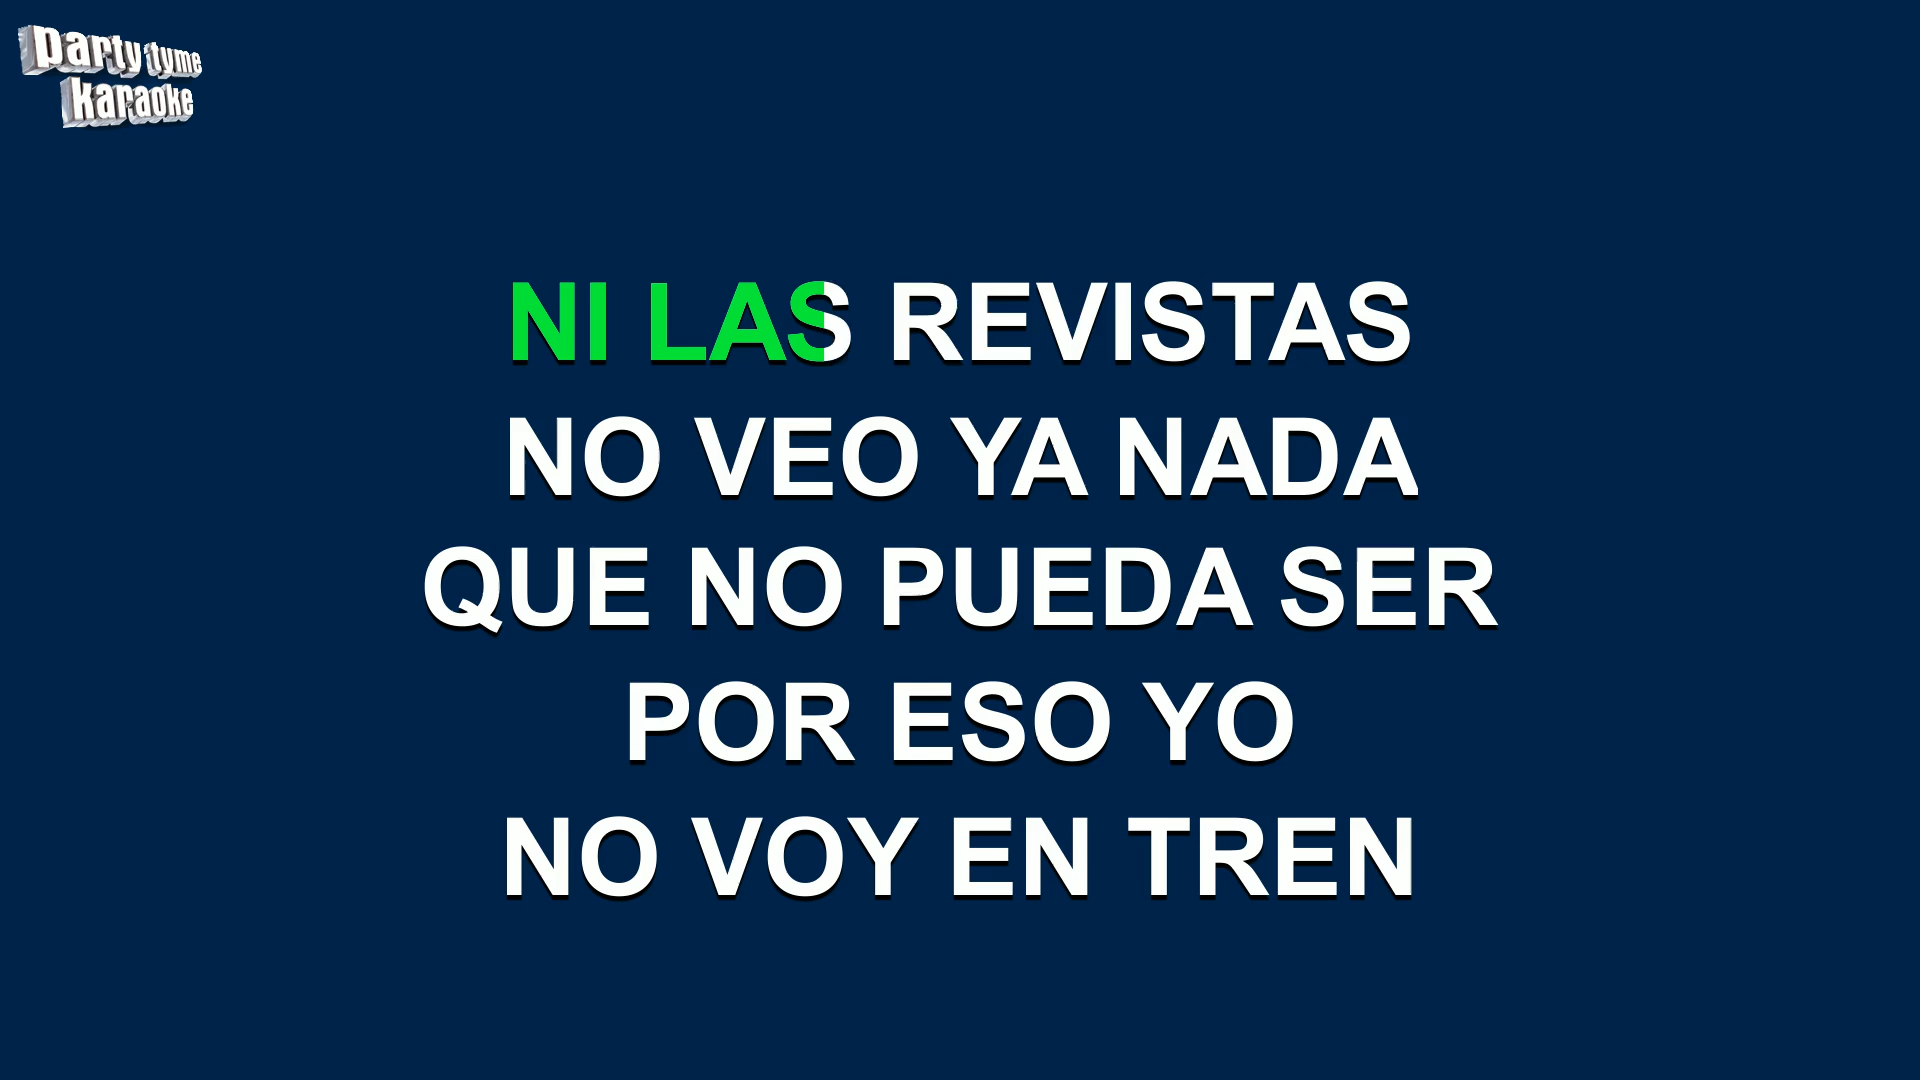 party tyme
karaoke
NI LAS REVISTAS
NO VEO YA NADA
QUE NO PUEDA SER
POR ESO YO
NO VOY EN TREN